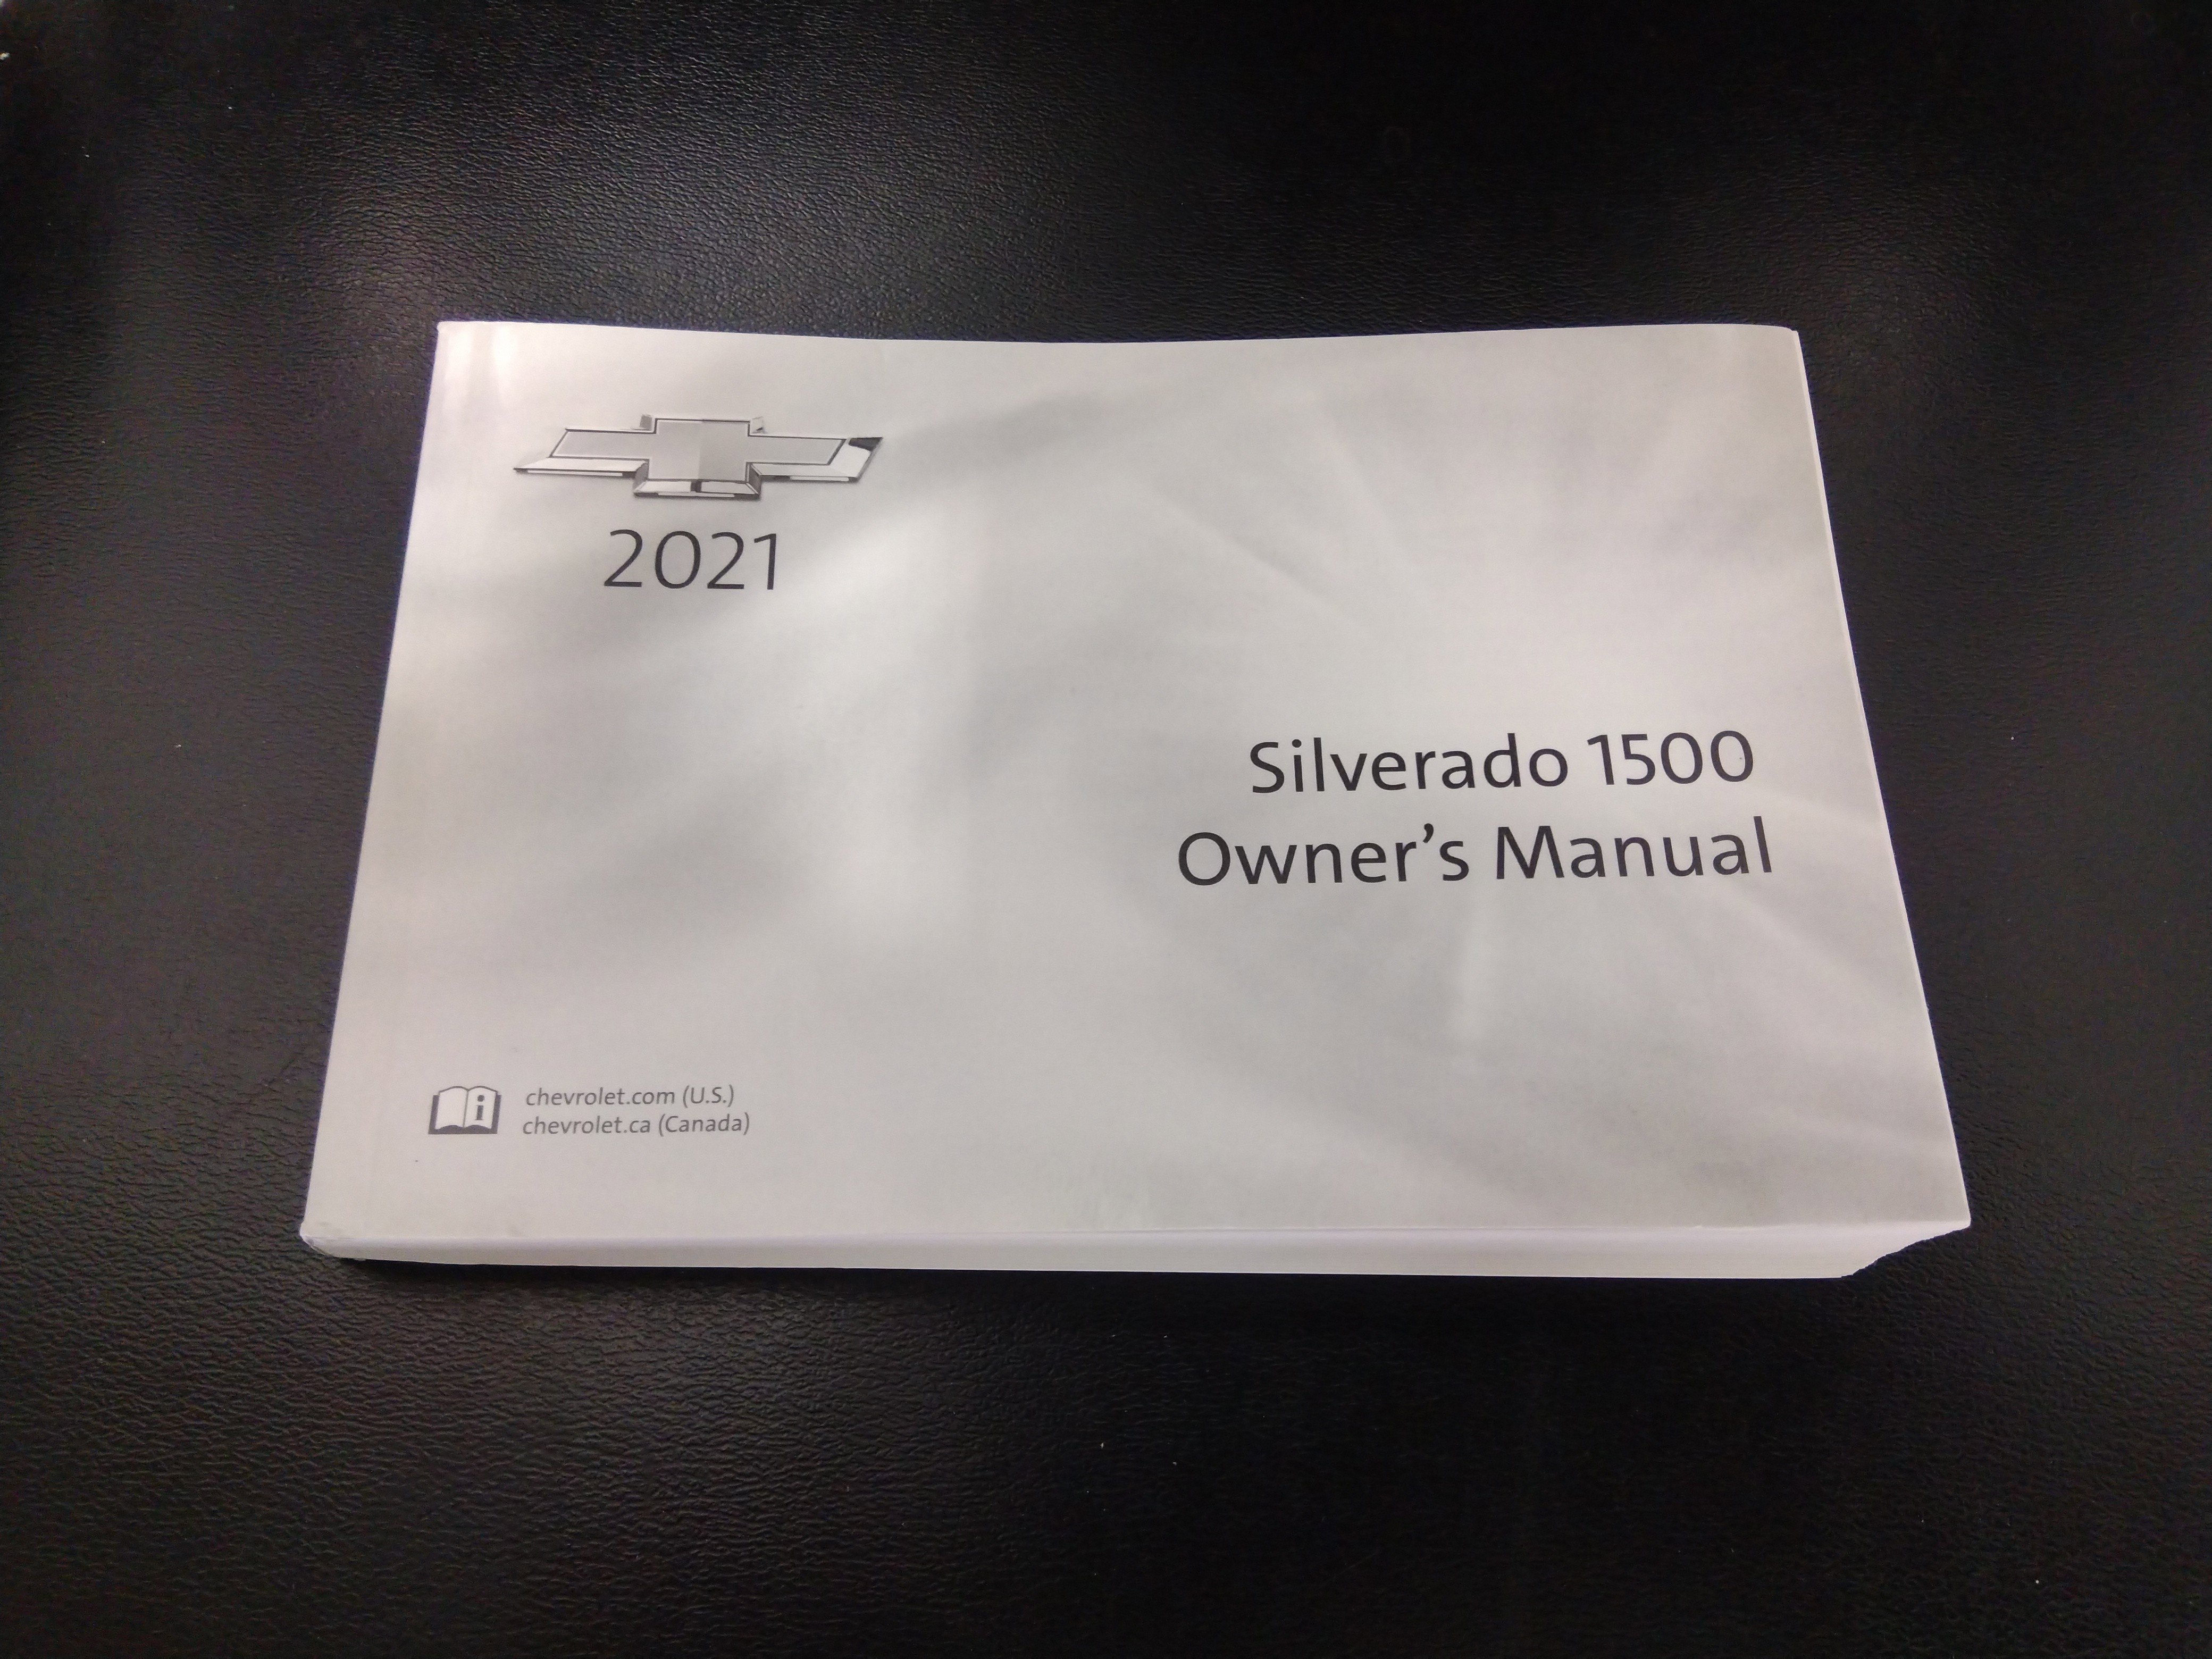 2021
Silverado 1500
Owner’s Manual
i
chevrolet.com (U.S.)
chevrolet.ca (Canada)